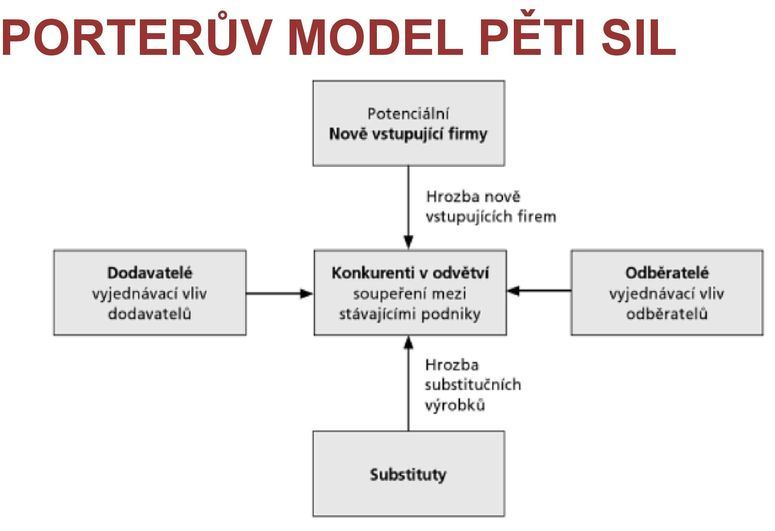 PORTERŮV MODEL PĚTI SIL
Potenciální
Nově vstupující firmy
Hrozba nově
vstupujících firem
Dodavatelé
vyjednávací vliv
dodavatelů
Konkurenti v odvětví
soupeření mezi
stávajícími podniky
Odběratelé
vyjednávací vliv
odběratelů
Hrozba
substitučních
výrobků
Substituty